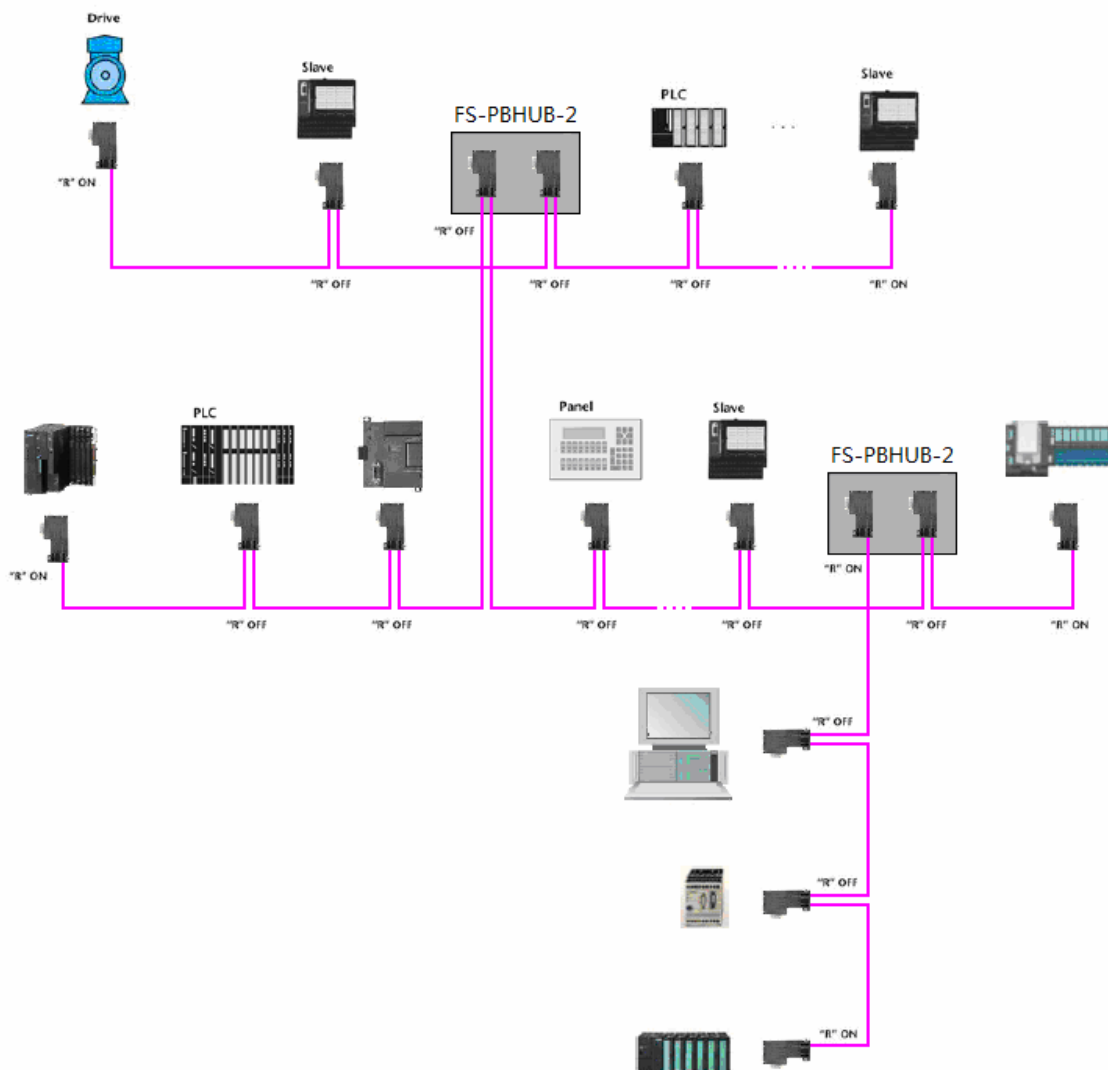 Drive
Slave
FS-PBHUB-2
PLC
. . .
Slave
"R" ON
"R" OFF
"R" OFF
"R" OFF
"R" OFF
"R" ON
PLC
Panel
Slave
FS-PBHUB-2
"R" ON
"R" ON
"R" OFF
"R" OFF
"R" OFF
"R" OFF
"R" OFF
"R" ON
"R" OFF
"R" OFF
"R" ON